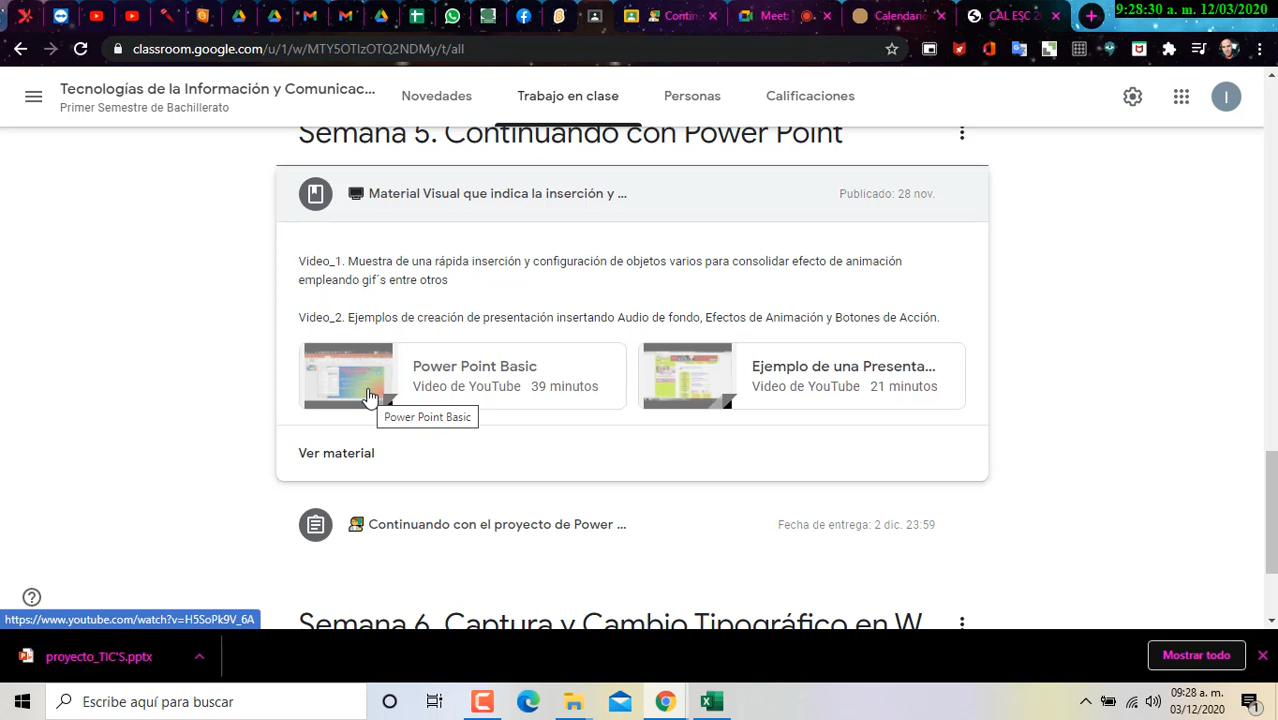 Contin
Meet:
Calendari
CAL ESC 2
9:28:30 a. m. 12/03/2020
classroom.google.com/u/1/w/MTY5OTIzOTQ2NDMy/t/all
Tecnologías de la Información y Comunicac...
Primer Semestre de Bachillerato
Novedades
Trabajo en clase
Personas
Calificaciones
I
Semana 5. Continuando con Power Point
Material Visual que indica la inserción y ...
Publicado: 28 nov.
Video_1. Muestra de una rápida inserción y configuración de objetos varios para consolidar efecto de animación
empleando gif´s entre otros
Video_2. Ejemplos de creación de presentación insertando Audio de fondo, Efectos de Animación y Botones de Acción.
Power Point Basic
Video de YouTube 39 minutos
Ejemplo de una Presenta...
Video de YouTube 21 minutos
Power Point Basic
Ver material
Continuando con el proyecto de Power ...
Fecha de entrega: 2 dic. 23:59
https://www.youtube.com/watch?v=H5SoPk9V_6A
Semana 6. Captura y Cambio Tipográfico en W...
proyecto_TIC'S.pptx
Mostrar todo
Escribe aquí para buscar
09:28 a. m.
03/12/2020